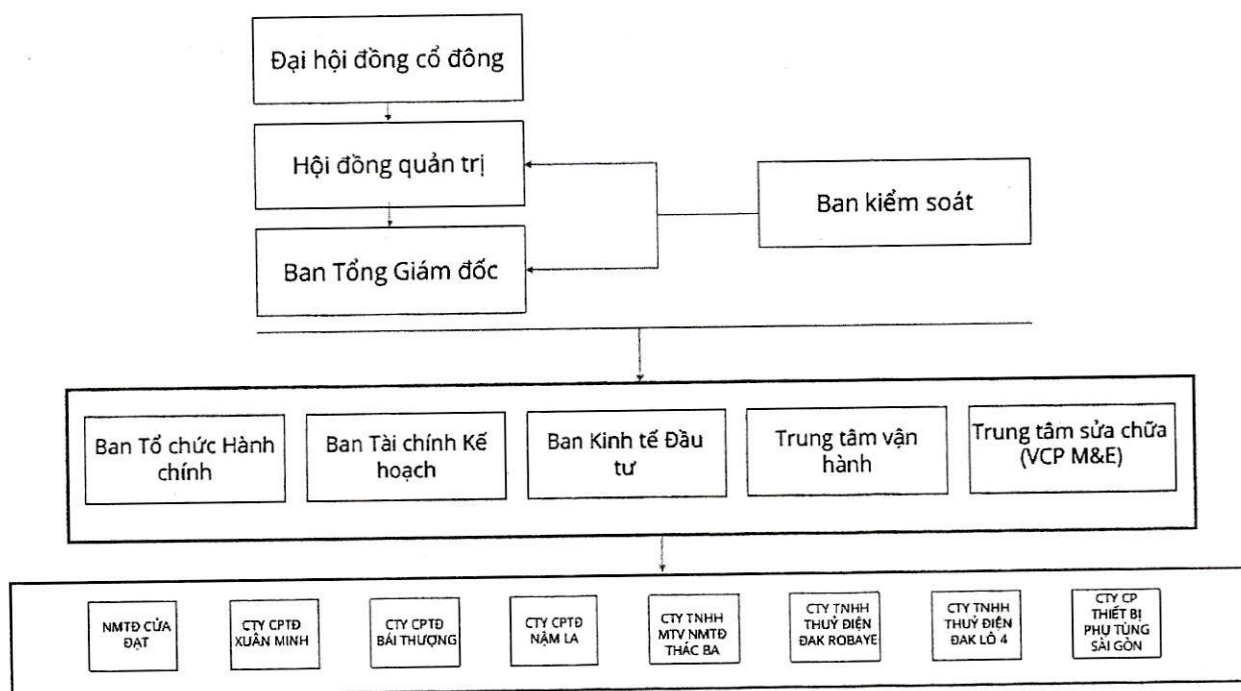 Đại hội đồng cổ đông
Hội đồng quản trị
Ban kiểm soát
Ban Tổng Giám đốc
Ban Tổ chức Hành
chính
Ban Tài chính Kế
hoạch
Ban Kinh tế Đầu
tư
Trung tâm vận
hành
Trung tâm sửa chữa
(VCP M&E)
NMTĐ CỬA
ĐẠT
CTY CPTĐ
XUÂN MINH
CTY CPTĐ
BÁI THƯỢNG
CTY CPTĐ
NẬM LA
CTY TNHH
MTV NMTĐ
THÁC BA
CTY TNHH
THUỶ ĐIỆN
ĐAK ROBAYE
CTY TNHH
THUỶ ĐIỆN
ĐAK LÔ 4
CTY CP
THIẾT BỊ
PHỤ TÙNG
SÀI GÒN